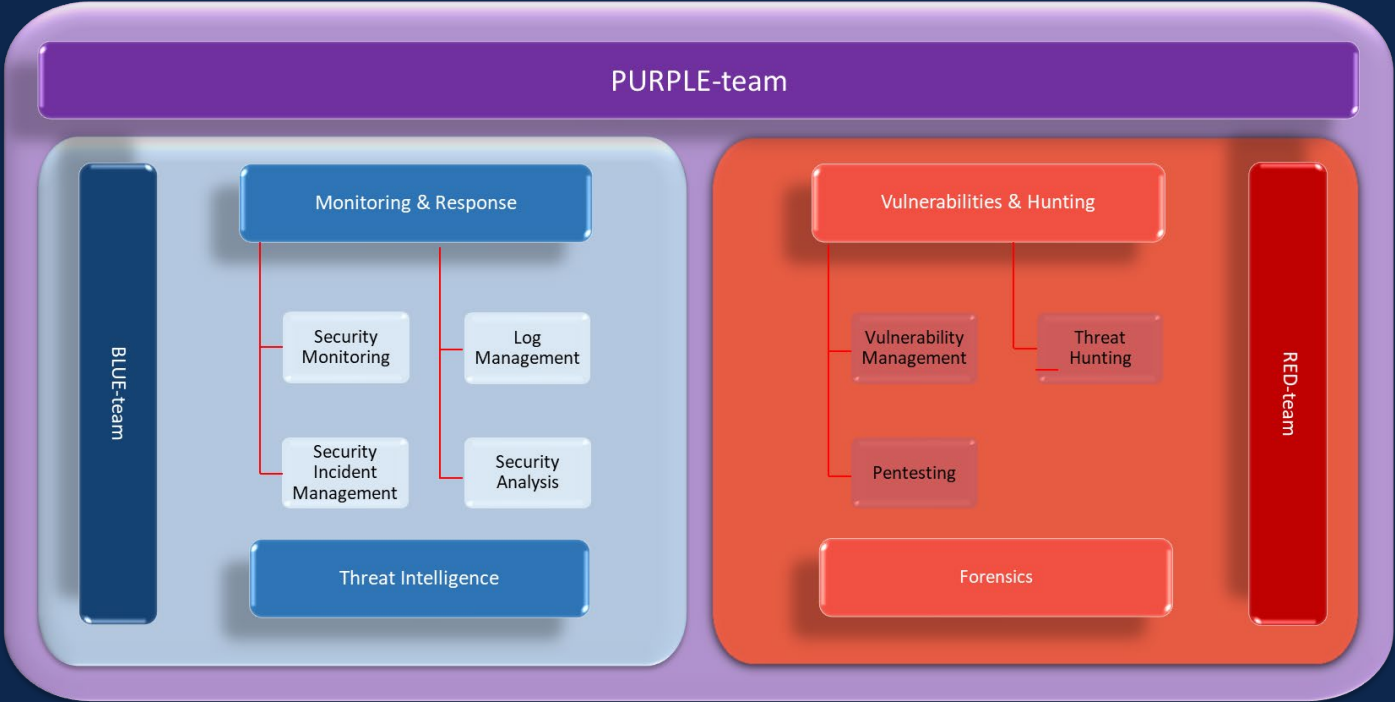 PURPLE-team
BLUE-team
Monitoring & Response
Security
Monitoring
Log
Management
Security
Incident
Management
Security
Analysis
Threat Intelligence
Vulnerabilities & Hunting
Vulnerability
Management
Threat
Hunting
Pentesting
Forensics
RED-team